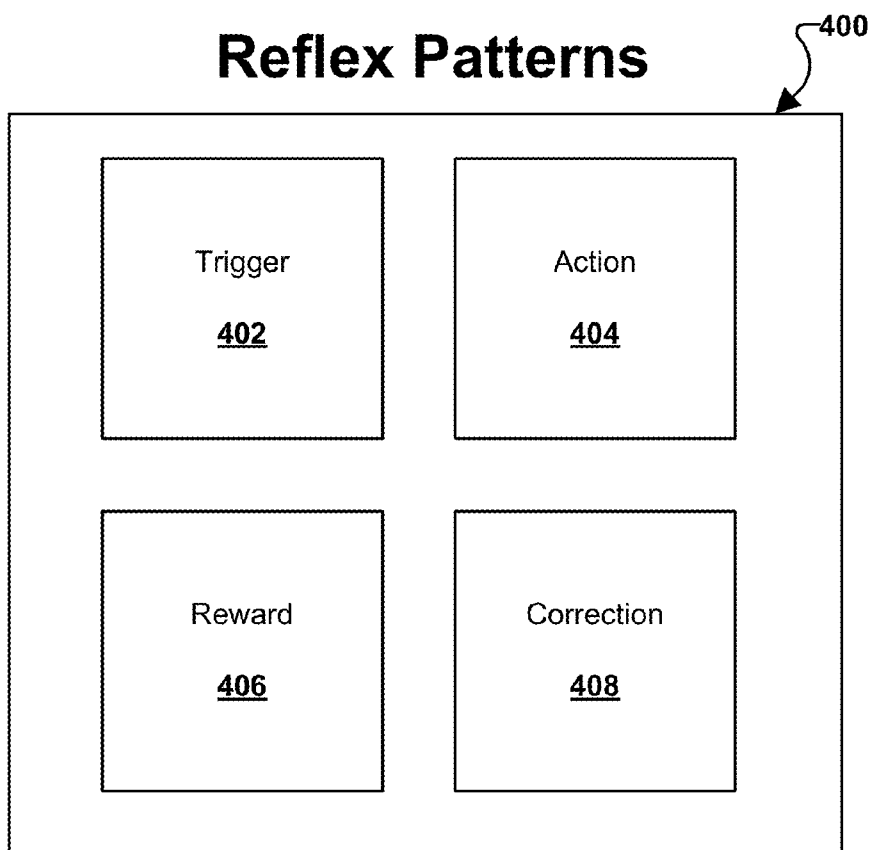 400
Reflex Patterns
Trigger
402
Action
404
Reward
406
Correction
408